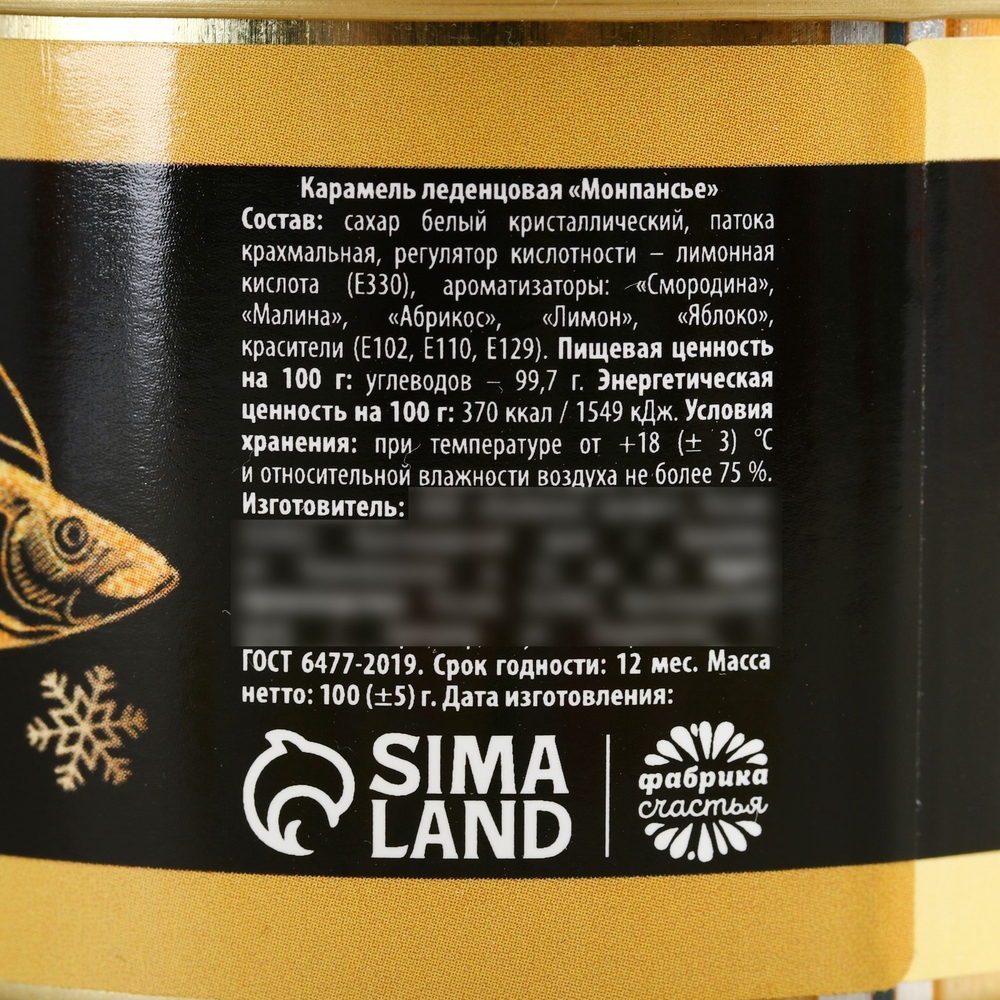 Карамель леденцовая «Монпансье»
Состав: сахар белый кристаллический, патока
крахмальная, регулятор кислотности – лимонная
кислота (Е330), ароматизаторы: «Смородина»,
«Малина», «Абрикос», «Лимон», «Яблоко»,
красители (Е102, Е110, Е129). Пищевая ценность
на 100 г: углеводов – 99,7 г. Энергетическая
ценность на 100 г: 370 ккал / 1549 кДж. Условия
хранения: при температуре от +18 (± 3) °С
и относительной влажности воздуха не более 75 %.
Изготовитель:
ГОСТ 6477-2019. Срок годности: 12 мес. Масса
нетто: 100 (±5) г. Дата изготовления:
SIMA
LAND
фабрика
счастья